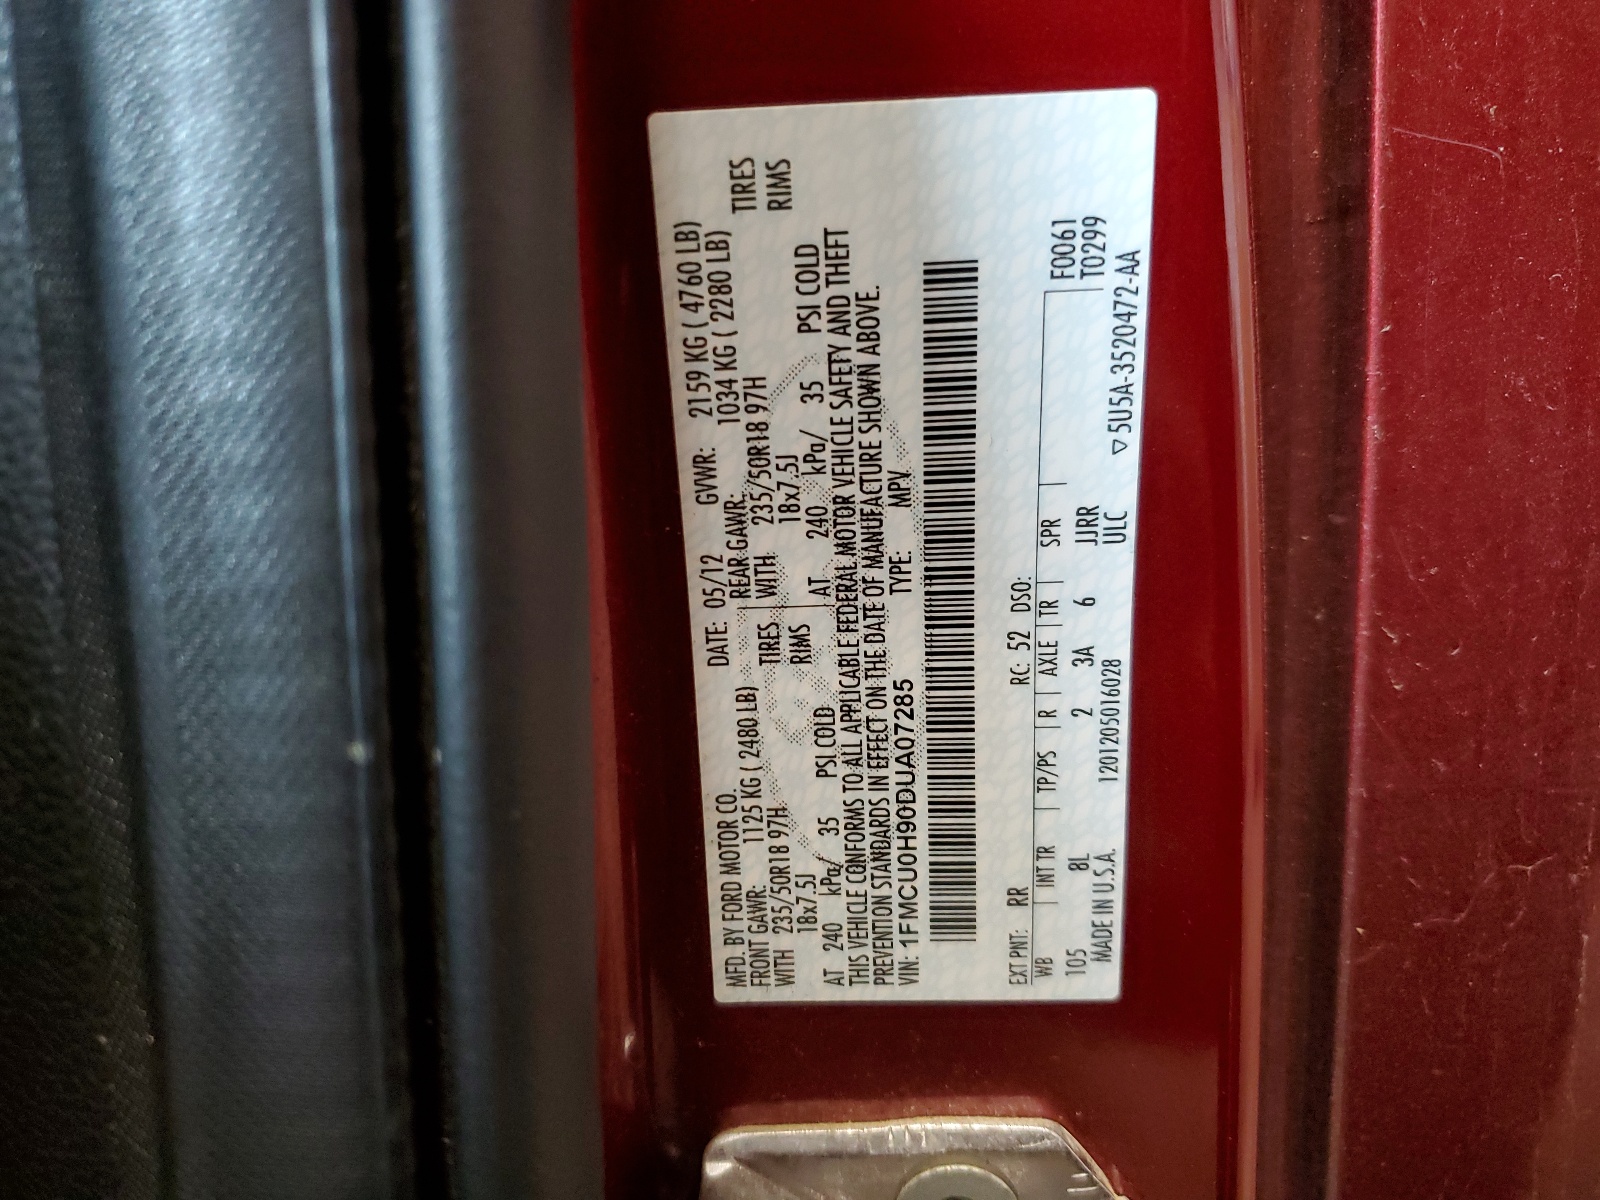 MFD. BY FORD MOTOR CO. DATE: 05/12 GVWR: 2159 KG ( 4760 LB)
FRONT GAWR: 1125 KG ( 2480 LB) REAR GAWR: 1034 KG ( 2280 LB)
WITH 235/50R18 97H TIRES WITH 235/50R18 97H TIRES
18x7.5J RIMS 18x7.5J RIMS
AT 240 kPa/ 35 PSI COLD AT 240 kPa/ 35 PSI COLD
THIS VEHICLE CONFORMS TO ALL APPLICABLE FEDERAL MOTOR VEHICLE SAFETY AND THEFT
PREVENTION STANDARDS IN EFFECT ON THE DATE OF MANUFACTURE SHOWN ABOVE.
VIN: 1FMCU0H90DUA07285 TYPE: MPV
EXT PNT: RR RC: 52 DSO: F0061
WB INT TR TP/PS R AXLE TR SPR T0299
105 8L 2 3A 6 JJRR
MADE IN U.S.A. 120120501​6028 ULC ▽5U5A-3520472-AA